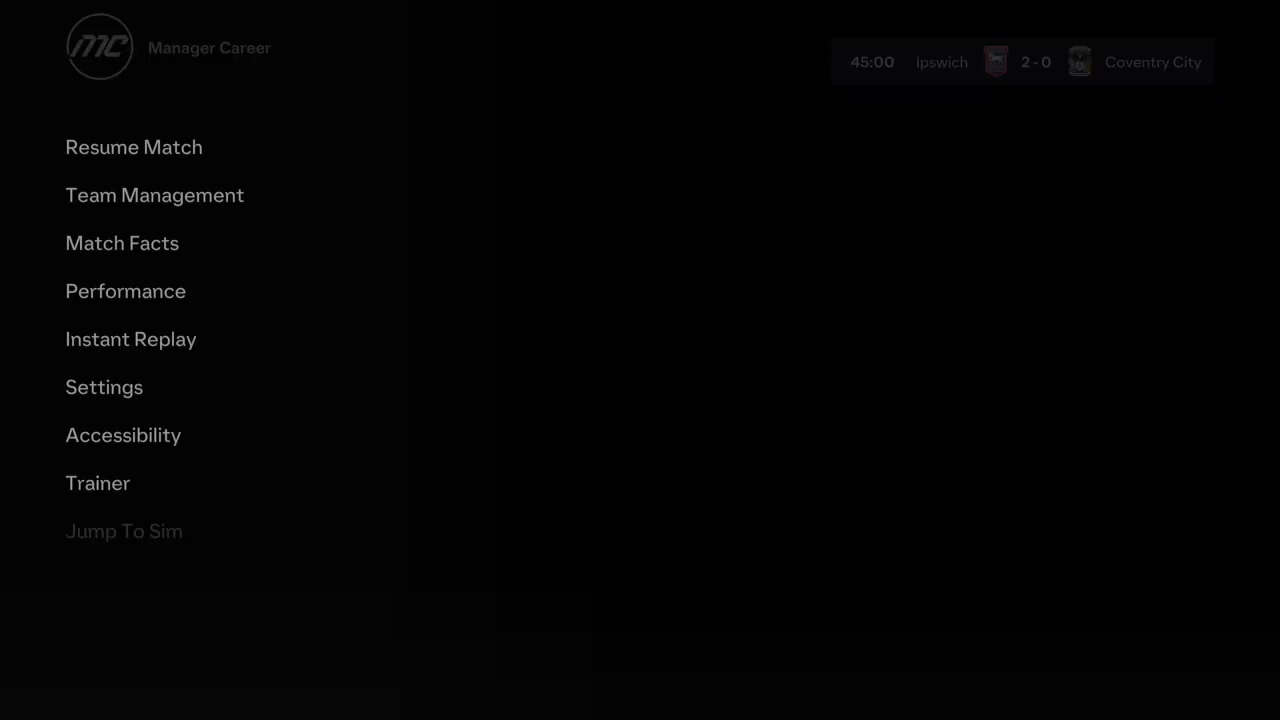 MC Manager Career
45:00 Ipswich 2 - 0 Coventry City
Resume Match
Team Management
Match Facts
Performance
Instant Replay
Settings
Accessibility
Trainer
Jump To Sim